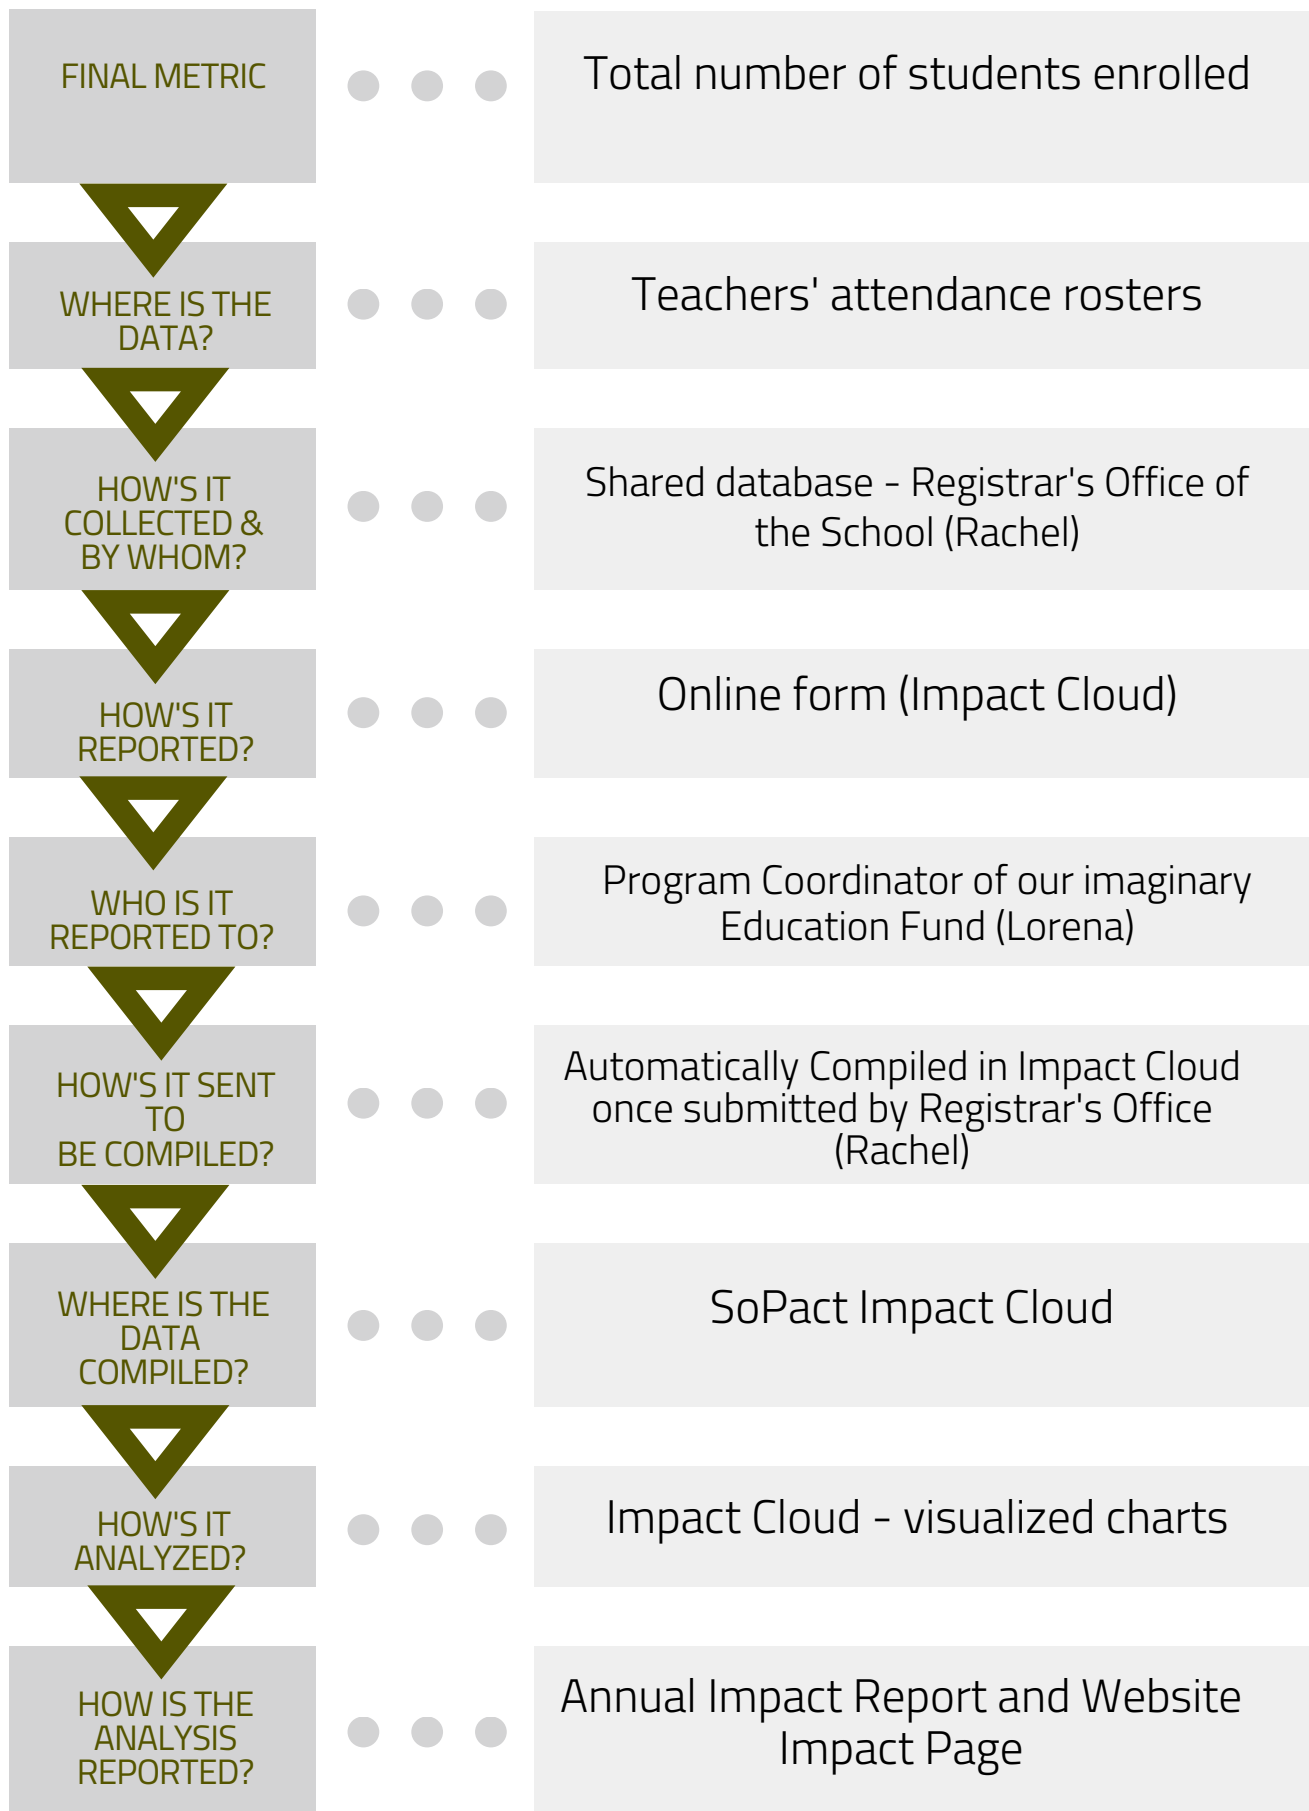 FINAL METRIC
Total number of students enrolled
WHERE IS THE
DATA?
Teachers' attendance rosters
HOW'S IT
COLLECTED &
BY WHOM?
Shared database - Registrar's Office of
the School (Rachel)
HOW'S IT
REPORTED?
Online form (Impact Cloud)
WHO IS IT
REPORTED TO?
Program Coordinator of our imaginary
Education Fund (Lorena)
HOW'S IT SENT
TO
BE COMPILED?
Automatically Compiled in Impact Cloud
once submitted by Registrar's Office
(Rachel)
WHERE IS THE
DATA
COMPILED?
SoPact Impact Cloud
HOW'S IT
ANALYZED?
Impact Cloud - visualized charts
HOW IS THE
ANALYSIS
REPORTED?
Annual Impact Report and Website
Impact Page